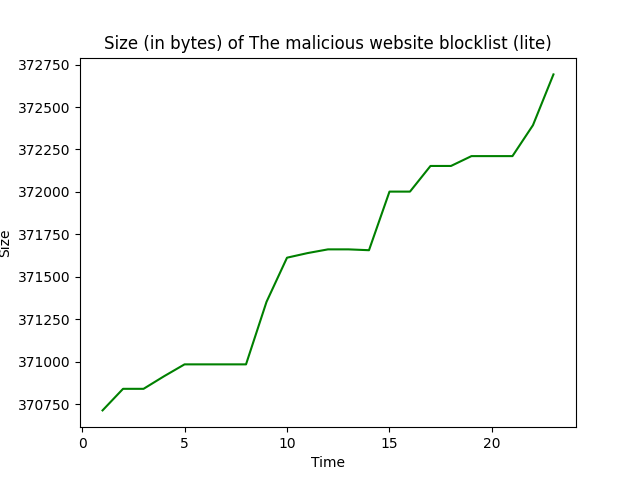 Size (in bytes) of The malicious website blocklist (lite)
372750
372500
372250
372000
371750
371500
371250
371000
370750
Size
0 5 10 15 20
Time